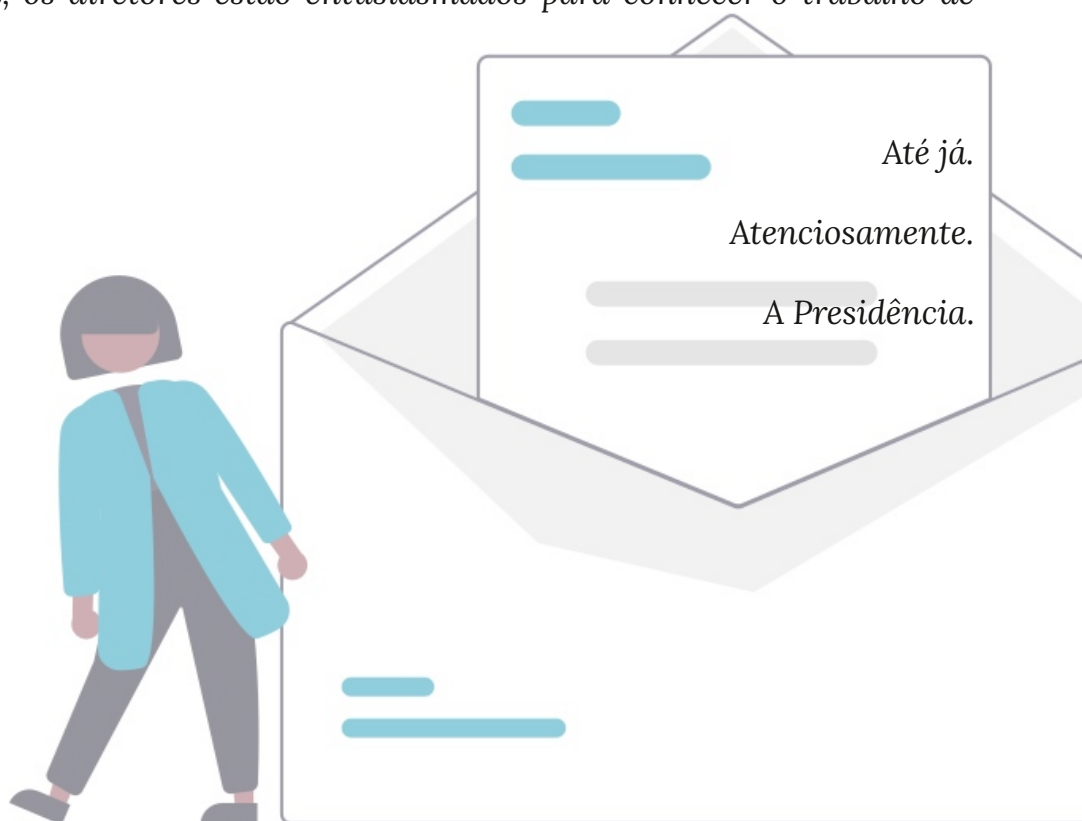 os diretores estão entusiasmados para conhecer o trabalho de
Até já.
Atenciosamente.
A Presidência.